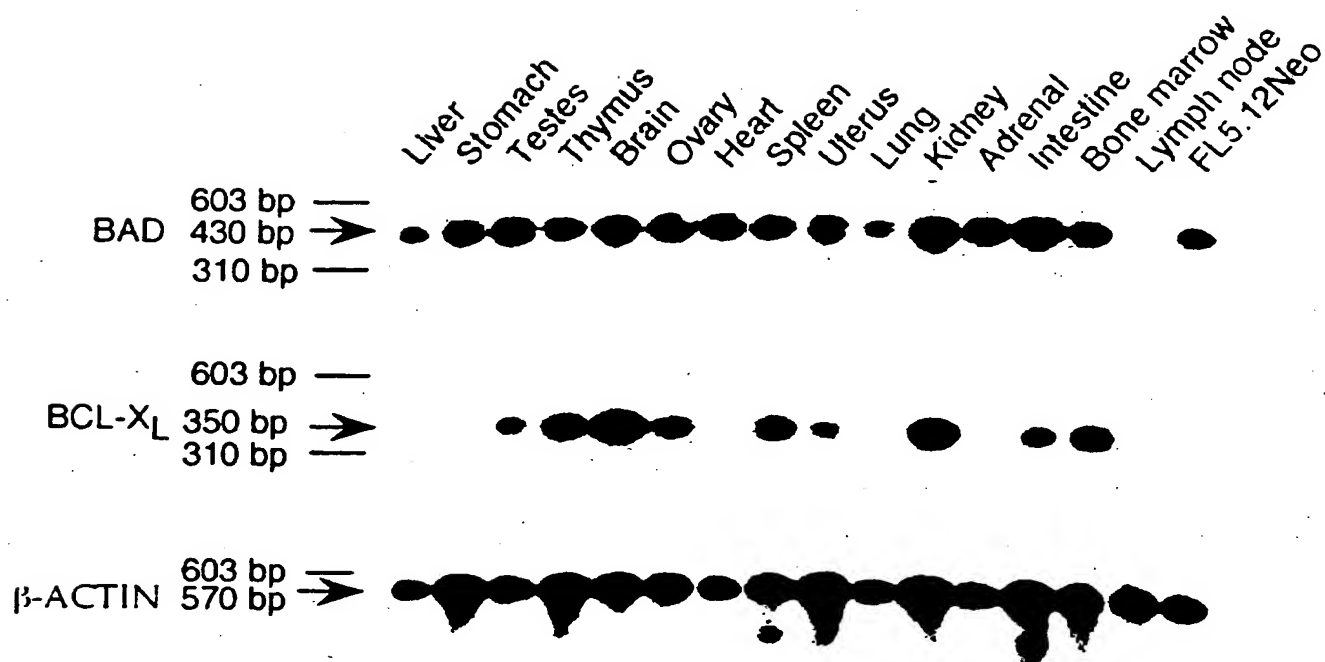 Liver
Stomach
Testes
Thymus
Brain
Ovary
Heart
Spleen
Uterus
Lung
Kidney
Adrenal
Intestine
Bone marrow
Lymph node
FL5.12Neo
603 bp
BAD 430 bp
310 bp
603 bp
BCL-XL 350 bp
310 bp
603 bp
β-ACTIN 570 bp